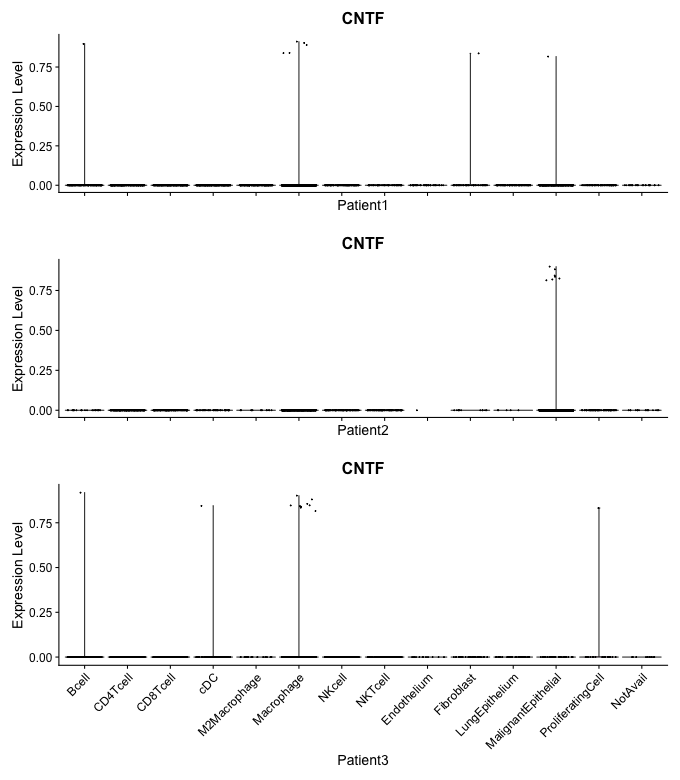 CNTF
Expression Level
0.75
0.50
0.25
0.00
Patient1
CNTF
Expression Level
0.75
0.50
0.25
0.00
Patient2
CNTF
Expression Level
0.75
0.50
0.25
0.00
Bcell
CD4Tcell
CD8Tcell
cDC
M2Macrophage
Macrophage
NKcell
NKTcell
Endothelium
Fibroblast
LungEpithelium
MalignantEpithelial
ProliferatingCell
NotAvail
Patient3